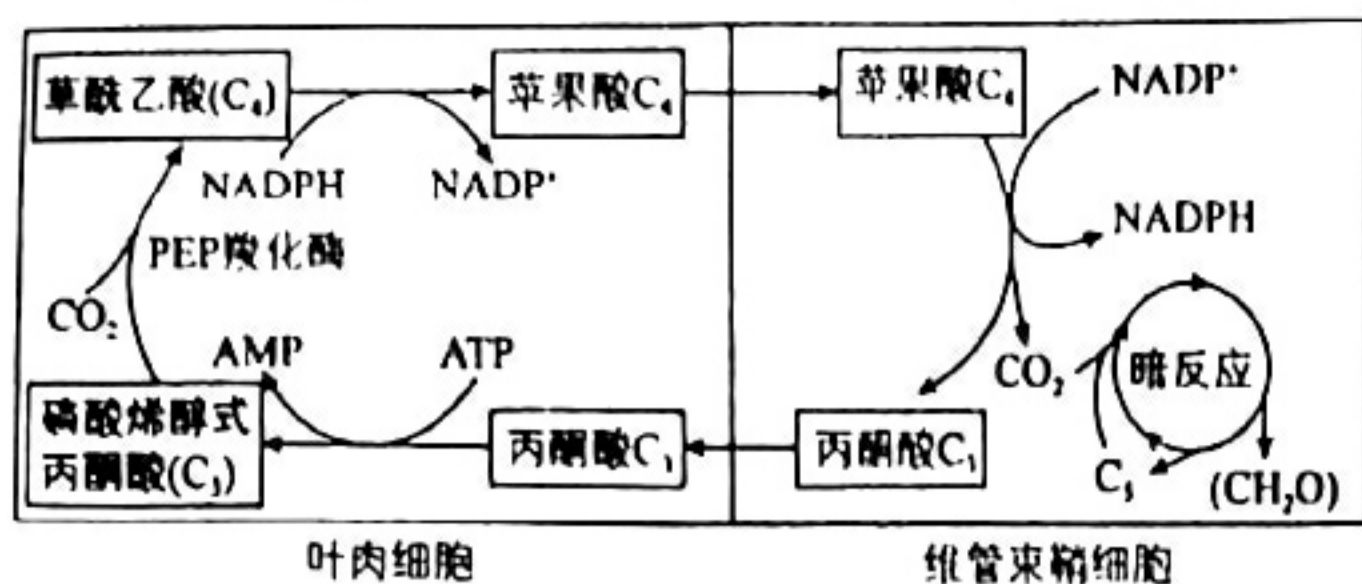 草酰乙酸(C₄)
苹果酸C₄
苹果酸C₄
NADP⁺
NADPH
NADP⁺
NADPH
PEP羧化酶
CO₂
AMP
ATP
CO₂
暗反应
磷酸烯醇式
丙酮酸(C₃)
丙酮酸C₃
丙酮酸C₃
C₅
(CH₂O)
叶肉细胞
维管束鞘细胞